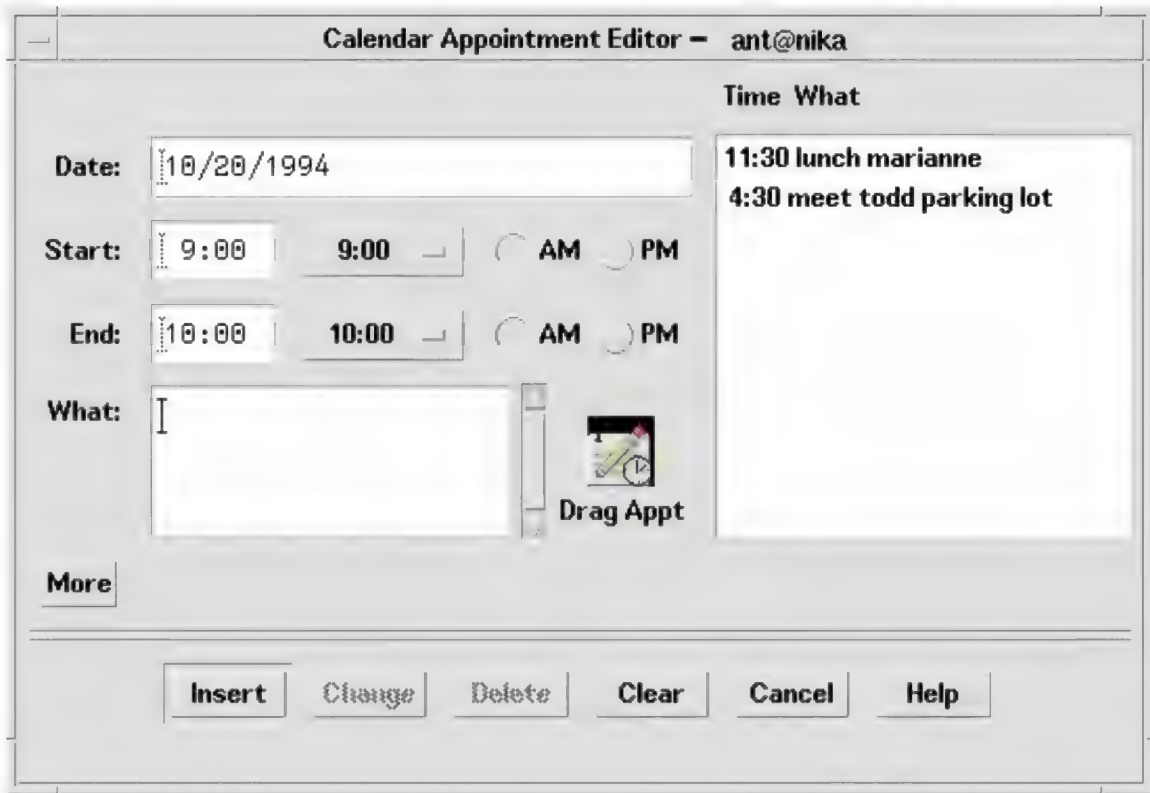 Calendar Appointment Editor – ant@nika
Time What
Date: 10/20/1994
11:30 lunch marianne
4:30 meet todd parking lot
Start: 9:00 9:00 AM PM
End: 10:00 10:00 AM PM
What:
Drag Appt
More
Insert Change Delete Clear Cancel Help